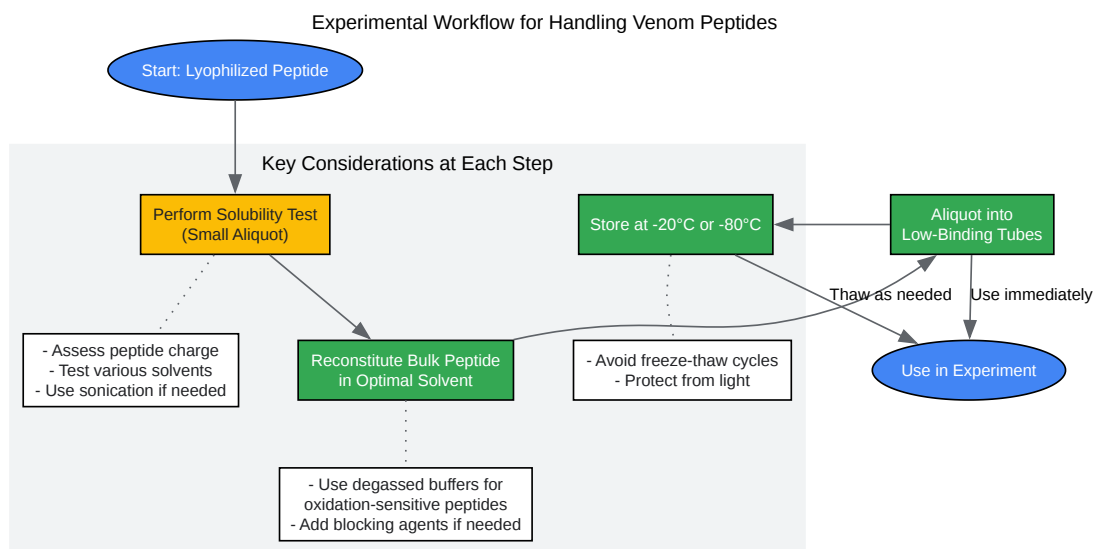 Experimental Workflow for Handling Venom Peptides
Start: Lyophilized Peptide
Key Considerations at Each Step
Perform Solubility Test
(Small Aliquot)
Store at -20°C or -80°C
Aliquot into
Low-Binding Tubes
Thaw as needed
Use immediately
- Assess peptide charge
- Test various solvents
- Use sonication if needed
Reconstitute Bulk Peptide
in Optimal Solvent
- Avoid freeze-thaw cycles
- Protect from light
Use in Experiment
- Use degassed buffers for
oxidation-sensitive peptides
- Add blocking agents if needed